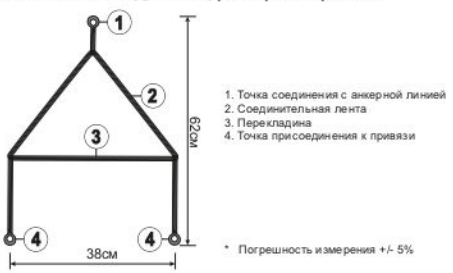 1
2
3
4
4
62см
38см
1. Точка соединения с анкерной линией
2. Соединительная лента
3. Перекладина
4. Точка присоединения к привязи
* Погрешность измерения +/- 5%